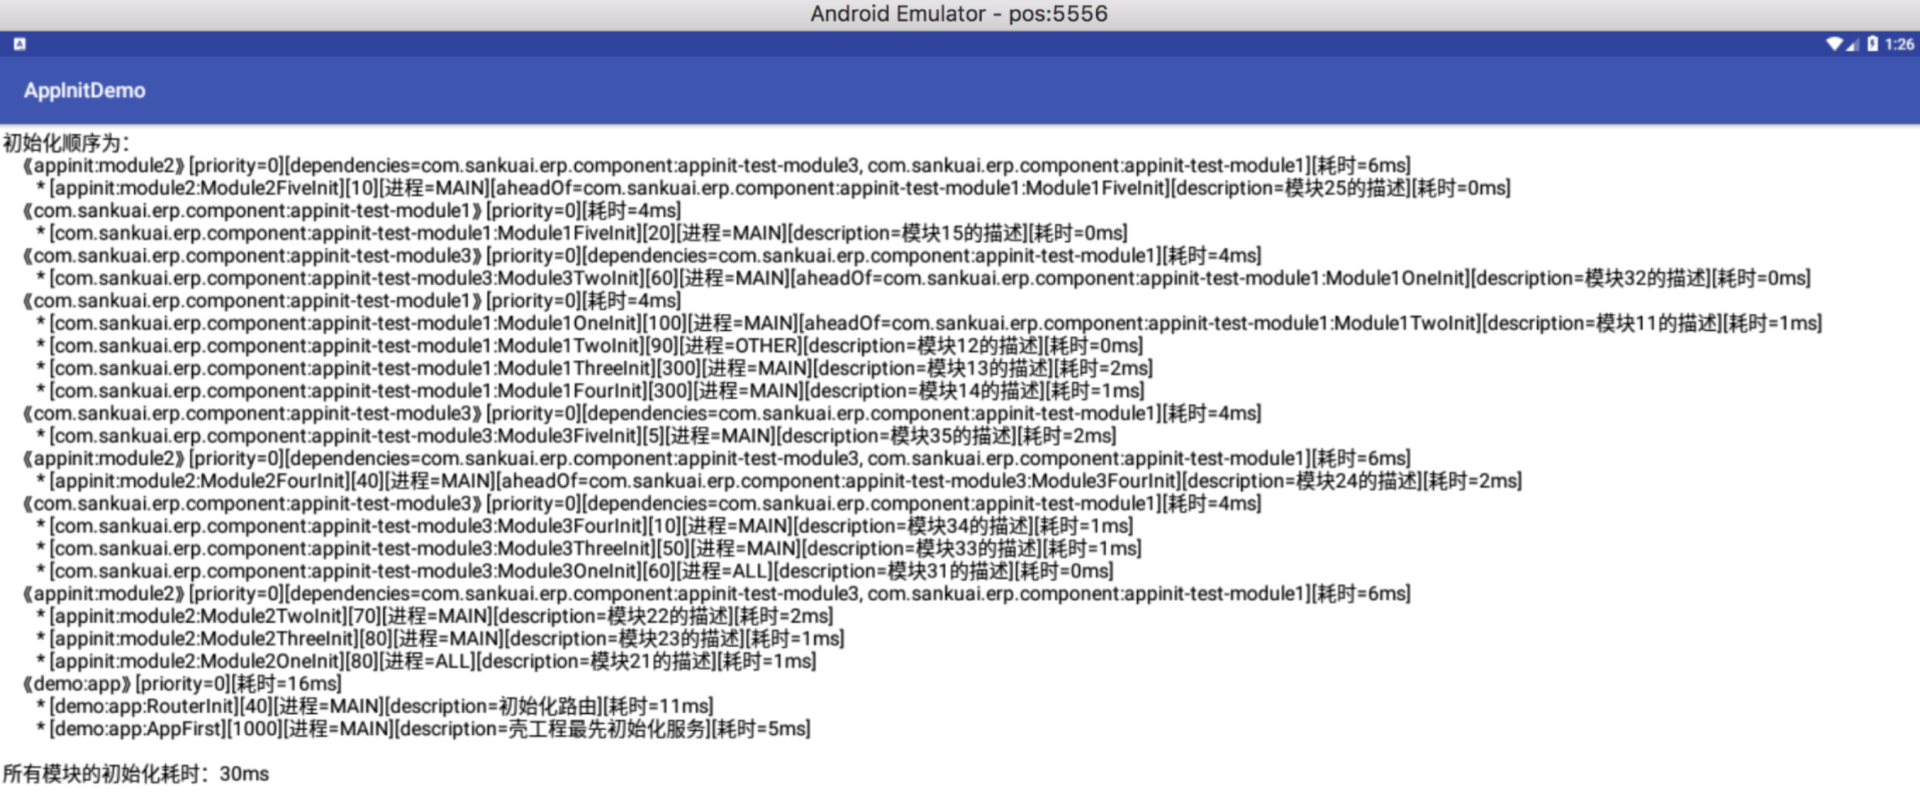 Android Emulator - pos:5556
1:26
AppInitDemo
初始化顺序为：
《appinit:module2》[priority=0][dependencies=com.sankuai.erp.component:appinit-test-module3, com.sankuai.erp.component:appinit-test-module1][耗时=6ms]
* [appinit:module2:Module2FiveInit][10][进程=MAIN][aheadOf=com.sankuai.erp.component:appinit-test-module1:Module1FiveInit][description=模块25的描述][耗时=0ms]
《com.sankuai.erp.component:appinit-test-module1》[priority=0][耗时=4ms]
* [com.sankuai.erp.component:appinit-test-module1:Module1FiveInit][20][进程=MAIN][description=模块15的描述][耗时=0ms]
《com.sankuai.erp.component:appinit-test-module3》[priority=0][dependencies=com.sankuai.erp.component:appinit-test-module1][耗时=4ms]
* [com.sankuai.erp.component:appinit-test-module3:Module3TwoInit][60][进程=MAIN][aheadOf=com.sankuai.erp.component:appinit-test-module1:Module1OneInit][description=模块32的描述][耗时=0ms]
《com.sankuai.erp.component:appinit-test-module1》[priority=0][耗时=4ms]
* [com.sankuai.erp.component:appinit-test-module1:Module1OneInit][100][进程=MAIN][aheadOf=com.sankuai.erp.component:appinit-test-module1:Module1TwoInit][description=模块11的描述][耗时=1ms]
* [com.sankuai.erp.component:appinit-test-module1:Module1TwoInit][90][进程=OTHER][description=模块12的描述][耗时=0ms]
* [com.sankuai.erp.component:appinit-test-module1:Module1ThreeInit][300][进程=MAIN][description=模块13的描述][耗时=2ms]
* [com.sankuai.erp.component:appinit-test-module1:Module1FourInit][300][进程=MAIN][description=模块14的描述][耗时=1ms]
《com.sankuai.erp.component:appinit-test-module3》[priority=0][dependencies=com.sankuai.erp.component:appinit-test-module1][耗时=4ms]
* [com.sankuai.erp.component:appinit-test-module3:Module3FiveInit][5][进程=MAIN][description=模块35的描述][耗时=2ms]
《appinit:module2》[priority=0][dependencies=com.sankuai.erp.component:appinit-test-module3, com.sankuai.erp.component:appinit-test-module1][耗时=6ms]
* [appinit:module2:Module2FourInit][40][进程=MAIN][aheadOf=com.sankuai.erp.component:appinit-test-module3:Module3FourInit][description=模块24的描述][耗时=2ms]
《com.sankuai.erp.component:appinit-test-module3》[priority=0][dependencies=com.sankuai.erp.component:appinit-test-module1][耗时=4ms]
* [com.sankuai.erp.component:appinit-test-module3:Module3FourInit][10][进程=MAIN][description=模块34的描述][耗时=1ms]
* [com.sankuai.erp.component:appinit-test-module3:Module3ThreeInit][50][进程=MAIN][description=模块33的描述][耗时=1ms]
* [com.sankuai.erp.component:appinit-test-module3:Module3OneInit][60][进程=ALL][description=模块31的描述][耗时=0ms]
《appinit:module2》[priority=0][dependencies=com.sankuai.erp.component:appinit-test-module3, com.sankuai.erp.component:appinit-test-module1][耗时=6ms]
* [appinit:module2:Module2TwoInit][70][进程=MAIN][description=模块22的描述][耗时=2ms]
* [appinit:module2:Module2ThreeInit][80][进程=MAIN][description=模块23的描述][耗时=1ms]
* [appinit:module2:Module2OneInit][80][进程=ALL][description=模块21的描述][耗时=1ms]
《demo:app》[priority=0][耗时=16ms]
* [demo:app:RouterInit][40][进程=MAIN][description=初始化路由][耗时=11ms]
* [demo:app:AppFirst][1000][进程=MAIN][description=壳工程最先初始化服务][耗时=5ms]
所有模块的初始化耗时：30ms